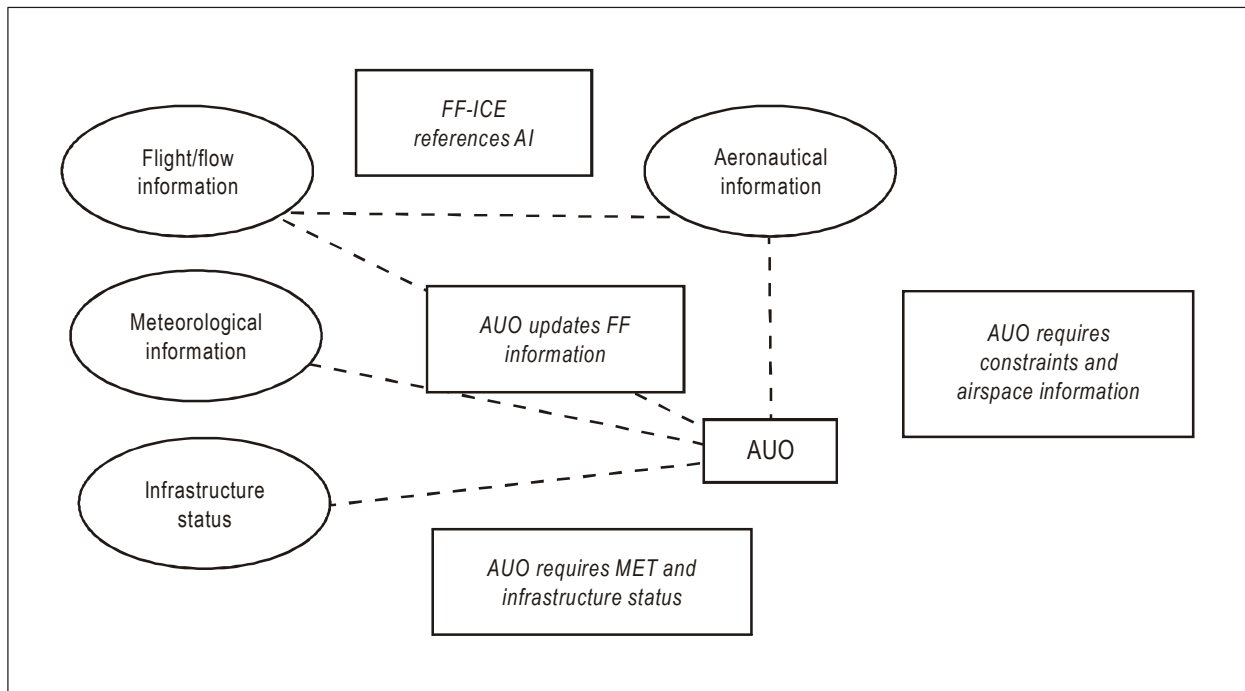 FF-ICE
references AI
Flight/flow
information
Aeronautical
information
Meteorological
information
AUO updates FF
information
AUO requires
constraints and
airspace information
AUO
Infrastructure
status
AUO requires MET and
infrastructure status